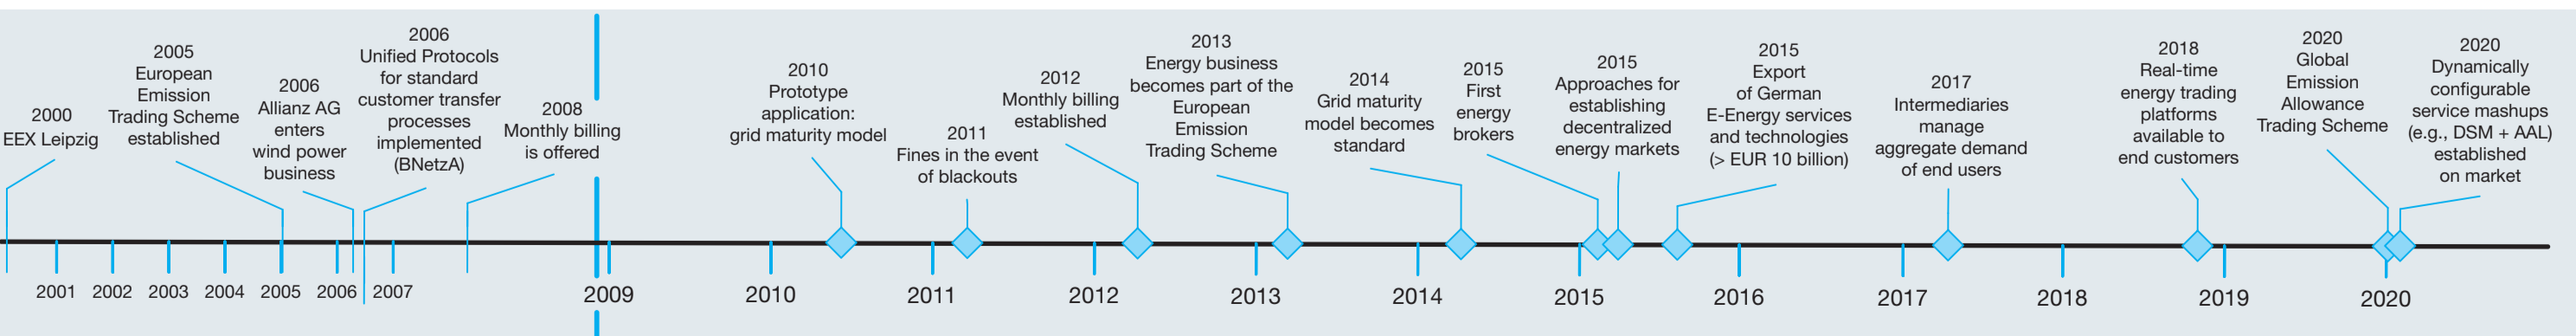 2000
EEX Leipzig
2005
European
Emission
Trading Scheme
established
2006
Allianz AG
enters
wind power
business
2006
Unified Protocols
for standard
customer transfer
processes
implemented
(BNetzA)
2008
Monthly billing
is offered
2010
Prototype
application:
grid maturity model
2011
Fines in the event
of blackouts
2012
Monthly billing
established
2013
Energy business
becomes part of the
European
Emission
Trading Scheme
2014
Grid maturity
model becomes
standard
2015
First
energy
brokers
2015
Approaches for
establishing
decentralized
energy markets
2015
Export
of German
E-Energy services
and technologies
(> EUR 10 billion)
2017
Intermediaries
manage
aggregate demand
of end users
2018
Real-time
energy trading
platforms
available to
end customers
2020
Global
Emission
Allowance
Trading Scheme
2020
Dynamically
configurable
service mashups
(e.g., DSM + AAL)
established
on market
2001 2002 2003 2004 2005 2006 2007 2009 2010 2011 2012 2013 2014 2015 2016 2017 2018 2019 2020